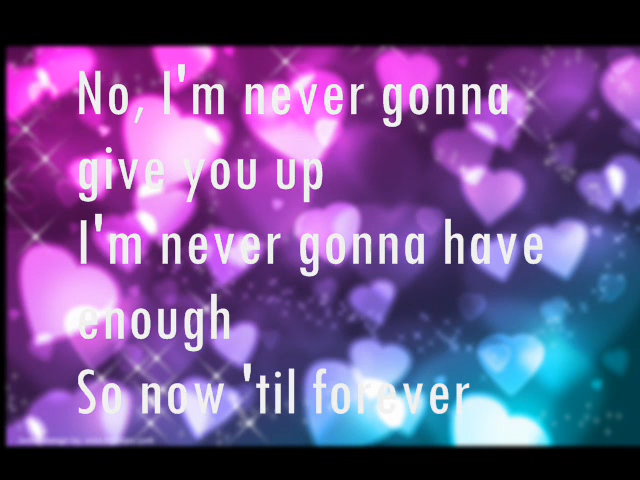 No, I'm never gonna
give you up
I'm never gonna have
enough
So now 'til forever